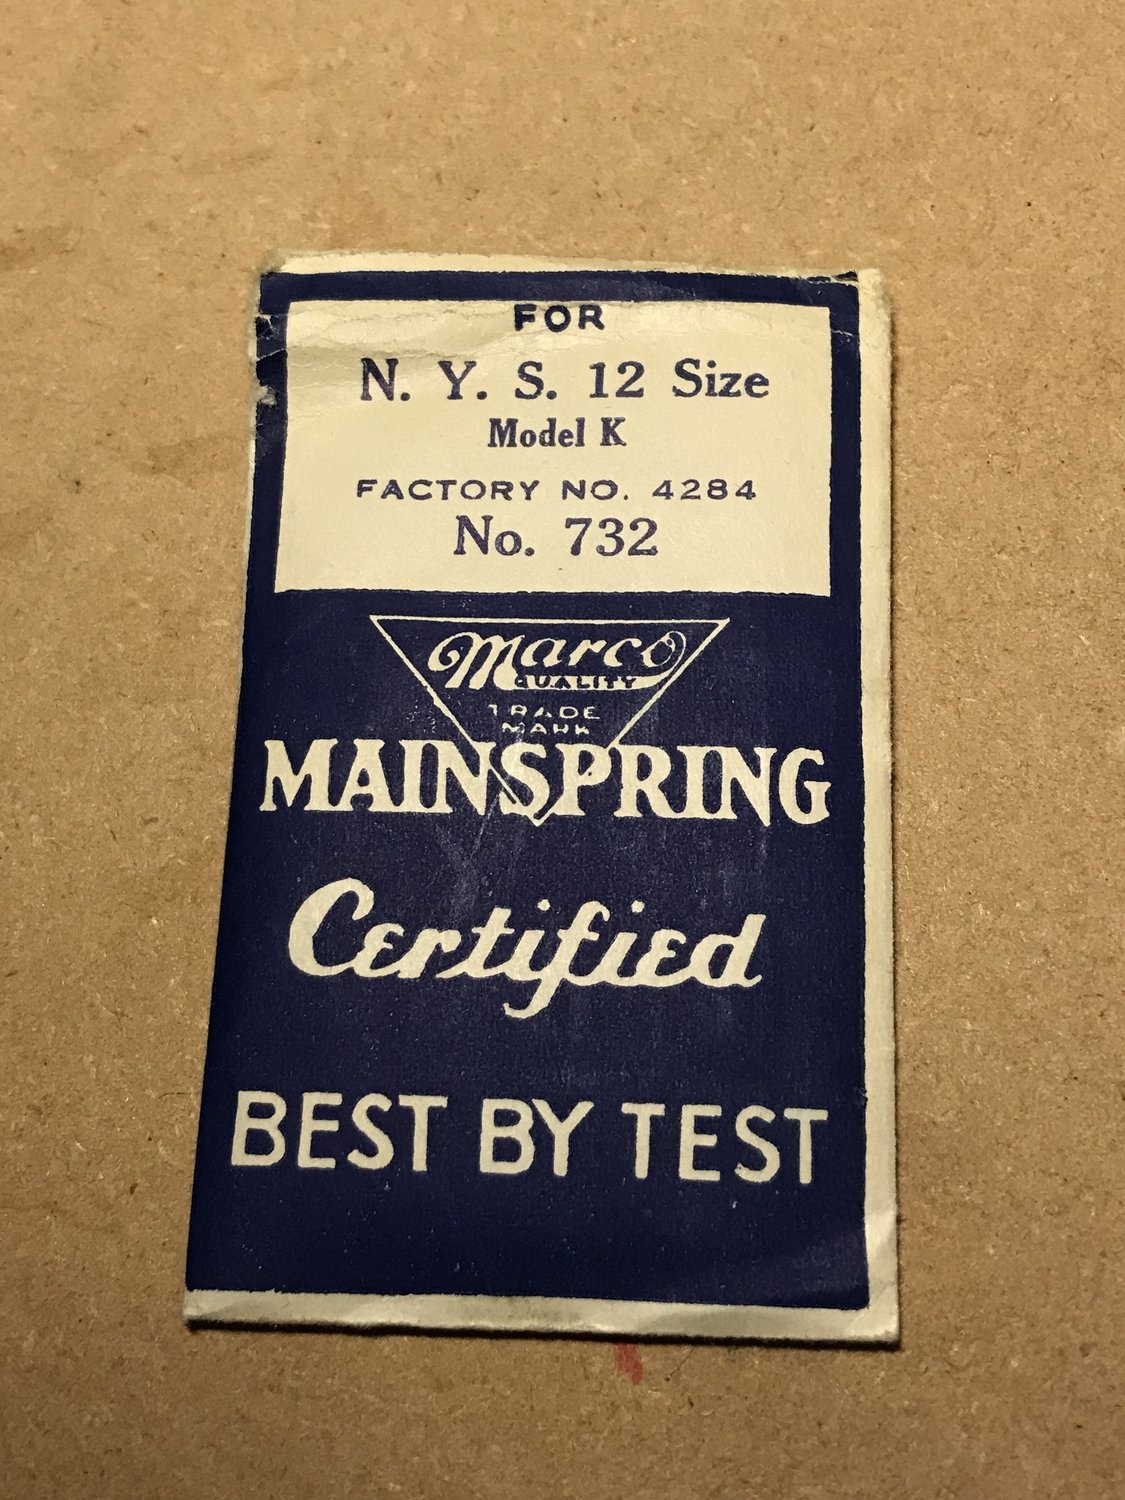 FOR
N. Y. S. 12 Size
Model K
FACTORY NO. 4284
No. 732
Marco
QUALITY
TRADE
MARK
MAINSPRING
Certified
BEST BY TEST